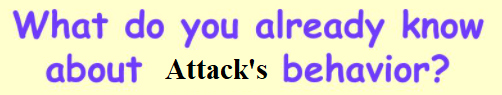 What do you already know
about Attack's behavior?